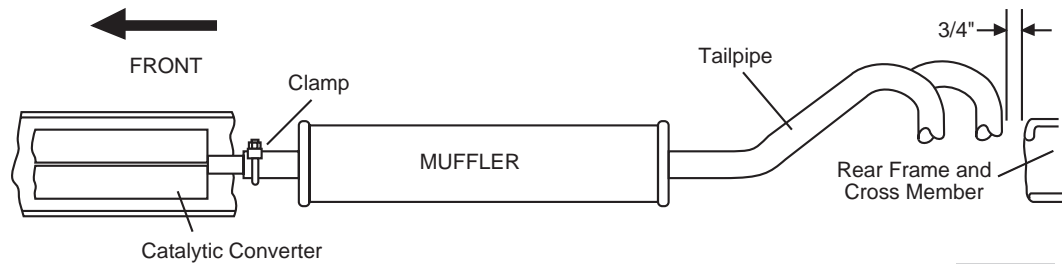 3/4"
FRONT
Tailpipe
Clamp
MUFFLER
Rear Frame and
Cross Member
Catalytic Converter